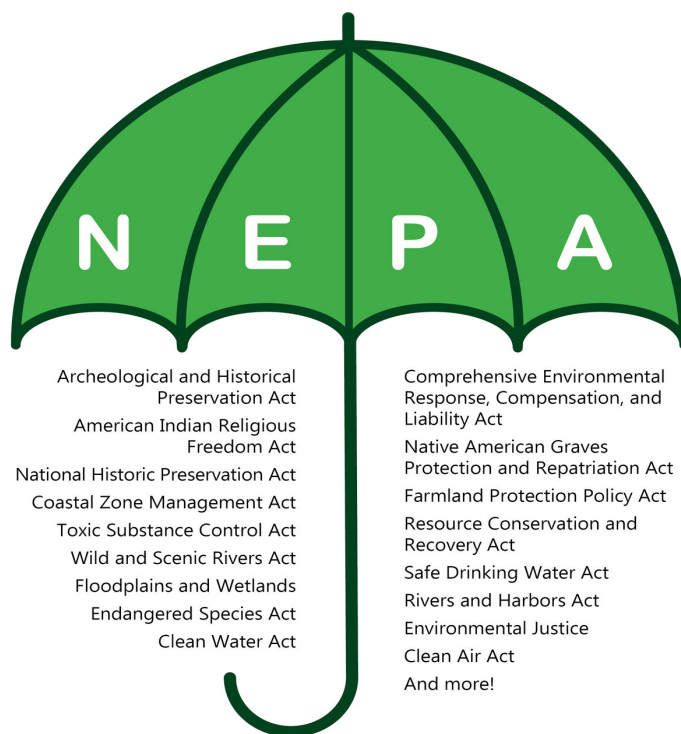 N E P A
Archeological and Historical
Preservation Act
American Indian Religious
Freedom Act
National Historic Preservation Act
Coastal Zone Management Act
Toxic Substance Control Act
Wild and Scenic Rivers Act
Floodplains and Wetlands
Endangered Species Act
Clean Water Act
Comprehensive Environmental
Response, Compensation, and
Liability Act
Native American Graves
Protection and Repatriation Act
Farmland Protection Policy Act
Resource Conservation and
Recovery Act
Safe Drinking Water Act
Rivers and Harbors Act
Environmental Justice
Clean Air Act
And more!